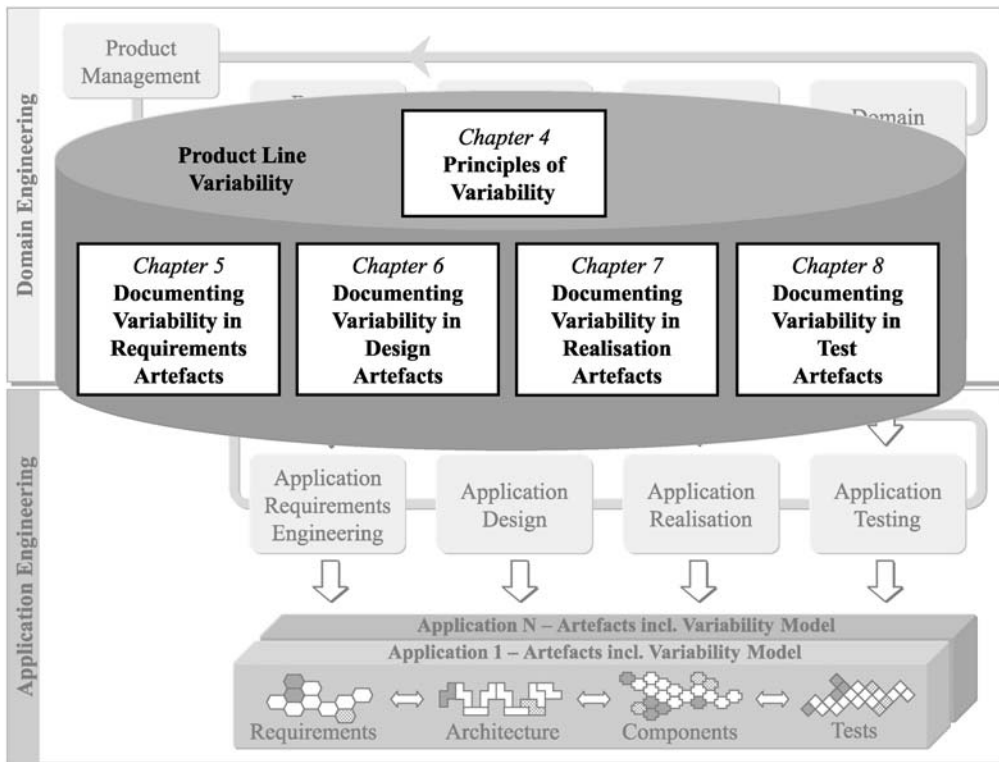 Product
Management
Domain
Product Line
Variability
Chapter 4
Principles of
Variability
Chapter 5
Documenting
Variability in
Requirements
Artefacts
Chapter 6
Documenting
Variability in
Design
Artefacts
Chapter 7
Documenting
Variability in
Realisation
Artefacts
Chapter 8
Documenting
Variability in
Test
Artefacts
Domain Engineering
Application Engineering
Application
Requirements
Engineering
Application
Design
Application
Realisation
Application
Testing
Application N – Artefacts incl. Variability Model
Application 1 – Artefacts incl. Variability Model
Requirements
Architecture
Components
Tests